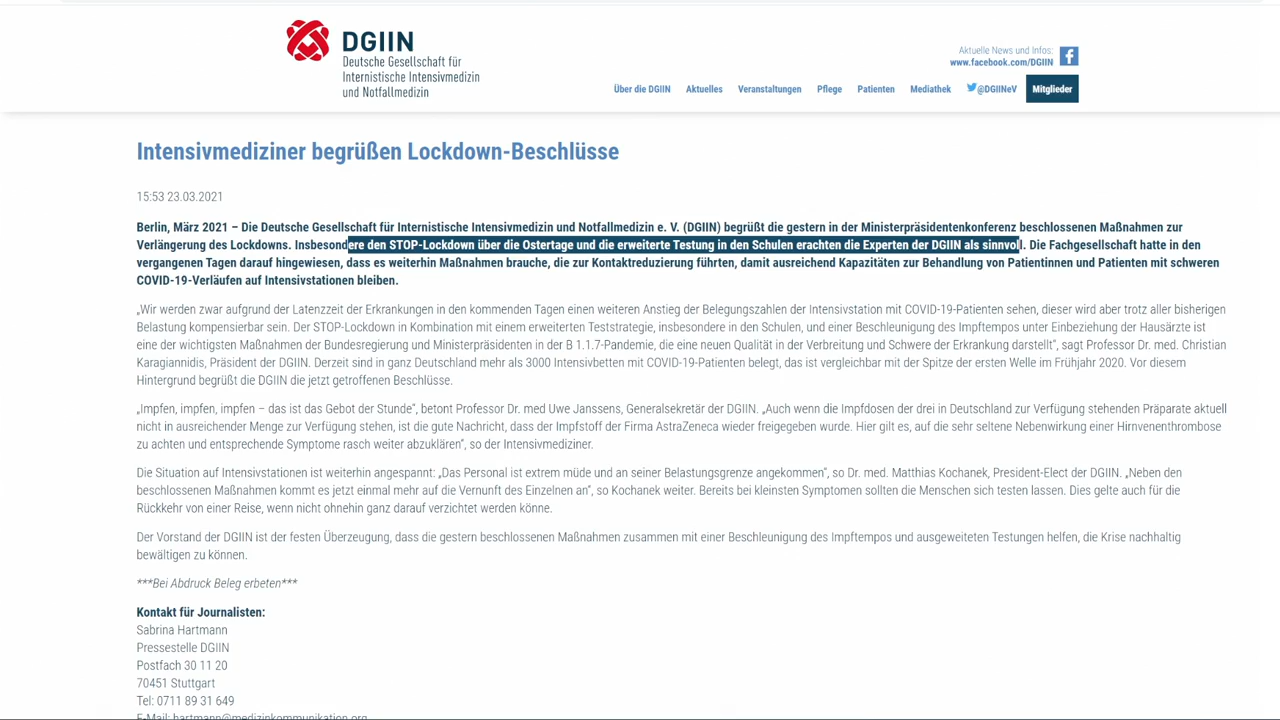 DGIIN
Deutsche Gesellschaft für
Internistische Intensivmedizin
und Notfallmedizin
Aktuelle News und Infos:
www.facebook.com/DGIIN
Über die DGIIN Aktuelles Veranstaltungen Pflege Patienten Mediathek @DGIINeV Mitglieder
Intensivmediziner begrüßen Lockdown-Beschlüsse
15:53 23.03.2021
Berlin, März 2021 – Die Deutsche Gesellschaft für Internistische Intensivmedizin und Notfallmedizin e. V. (DGIIN) begrüßt die gestern in der Ministerpräsidentenkonferenz beschlossenen Maßnahmen zur
Verlängerung des Lockdowns. Insbesondere den STOP-Lockdown über die Ostertage und die erweiterte Testung in den Schulen erachten die Experten der DGIIN als sinnvoll. Die Fachgesellschaft hatte in den
vergangenen Tagen darauf hingewiesen, dass es weiterhin Maßnahmen brauche, die zur Kontaktreduzierung führten, damit ausreichend Kapazitäten zur Behandlung von Patientinnen und Patienten mit schweren
COVID-19-Verläufen auf Intensivstationen bleiben.
„Wir werden zwar aufgrund der Latenzzeit der Erkrankungen in den kommenden Tagen einen weiteren Anstieg der Belegungszahlen der Intensivstation mit COVID-19-Patienten sehen, dieser wird aber trotz aller bisherigen
Belastung kompensierbar sein. Der STOP-Lockdown in Kombination mit einem erweiterten Teststrategie, insbesondere in den Schulen, und einer Beschleunigung des Impftempos unter Einbeziehung der Hausärzte ist
eine der wichtigsten Maßnahmen der Bundesregierung und Ministerpräsidenten in der B 1.1.7-Pandemie, die eine neuen Qualität in der Verbreitung und Schwere der Erkrankung darstellt“, sagt Professor Dr. med. Christian
Karagiannidis, Präsident der DGIIN. Derzeit sind in ganz Deutschland mehr als 3000 Intensivbetten mit COVID-19-Patienten belegt, das ist vergleichbar mit der Spitze der ersten Welle im Frühjahr 2020. Vor diesem
Hintergrund begrüßt die DGIIN die jetzt getroffenen Beschlüsse.
„Impfen, impfen, impfen – das ist das Gebot der Stunde“, betont Professor Dr. med Uwe Janssens, Generalsekretär der DGIIN. „Auch wenn die Impfdosen der drei in Deutschland zur Verfügung stehenden Präparate aktuell
nicht in ausreichender Menge zur Verfügung stehen, ist die gute Nachricht, dass der Impfstoff der Firma AstraZeneca wieder freigegeben wurde. Hier gilt es, auf die sehr seltene Nebenwirkung einer Hirnvenenthrombose
zu achten und entsprechende Symptome rasch weiter abzuklären“, so der Intensivmediziner.
Die Situation auf Intensivstationen ist weiterhin angespannt: „Das Personal ist extrem müde und an seiner Belastungsgrenze angekommen“, so Dr. med. Matthias Kochanek, President-Elect der DGIIN. „Neben den
beschlossenen Maßnahmen kommt es jetzt einmal mehr auf die Vernunft des Einzelnen an“, so Kochanek weiter. Bereits bei kleinsten Symptomen sollten die Menschen sich testen lassen. Dies gelte auch für die
Rückkehr von einer Reise, wenn nicht ohnehin ganz darauf verzichtet werden könne.
Der Vorstand der DGIIN ist der festen Überzeugung, dass die gestern beschlossenen Maßnahmen zusammen mit einer Beschleunigung des Impftempos und ausgeweiteten Testungen helfen, die Krise nachhaltig
bewältigen zu können.
***Bei Abdruck Beleg erbeten***
Kontakt für Journalisten:
Sabrina Hartmann
Pressestelle DGIIN
Postfach 30 11 20
70451 Stuttgart
Tel: 0711 89 31 649
E-Mail: hartmann@medizinkommunikation.org